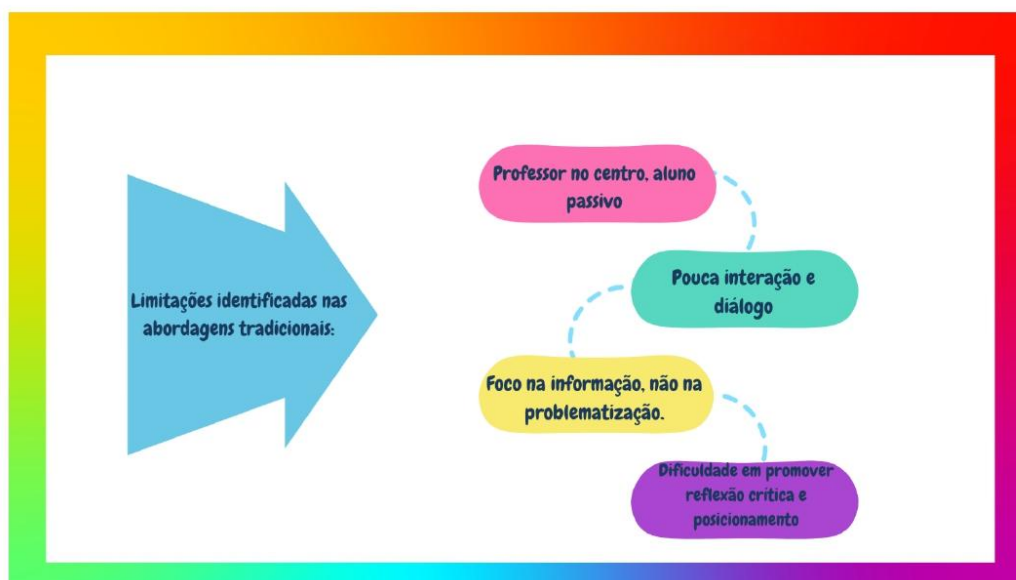 Limitações identificadas nas
abordagens tradicionais:
Professor no centro, aluno
passivo
Pouca interação e
diálogo
Foco na informação, não na
problematização.
Dificuldade em promover
reflexão crítica e
posicionamento